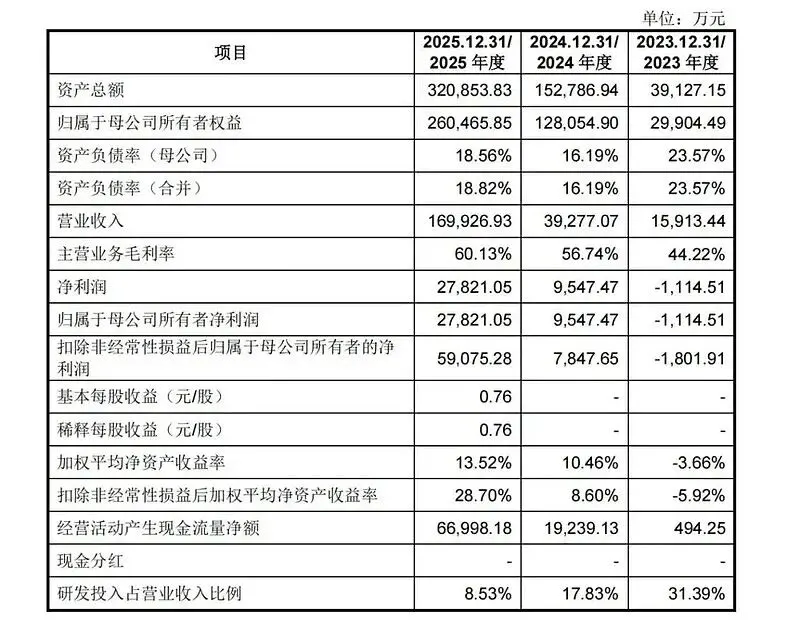 单位：万元
项目 2025.12.31/ 2024.12.31/ 2023.12.31/
2025 年度 2024 年度 2023 年度
资产总额 320,853.83 152,786.94 39,127.15
归属于母公司所有者权益 260,465.85 128,054.90 29,904.49
资产负债率（母公司） 18.56% 16.19% 23.57%
资产负债率（合并） 18.82% 16.19% 23.57%
营业收入 169,926.93 39,277.07 15,913.44
主营业务毛利率 60.13% 56.74% 44.22%
净利润 27,821.05 9,547.47 -1,114.51
归属于母公司所有者净利润 27,821.05 9,547.47 -1,114.51
扣除非经常性损益后归属于母公司所有者的净
利润 59,075.28 7,847.65 -1,801.91
基本每股收益（元/股） 0.76 - -
稀释每股收益（元/股） 0.76 - -
加权平均净资产收益率 13.52% 10.46% -3.66%
扣除非经常性损益后加权平均净资产收益率 28.70% 8.60% -5.92%
经营活动产生现金流量净额 66,998.18 19,239.13 494.25
现金分红 - - -
研发投入占营业收入比例 8.53% 17.83% 31.39%